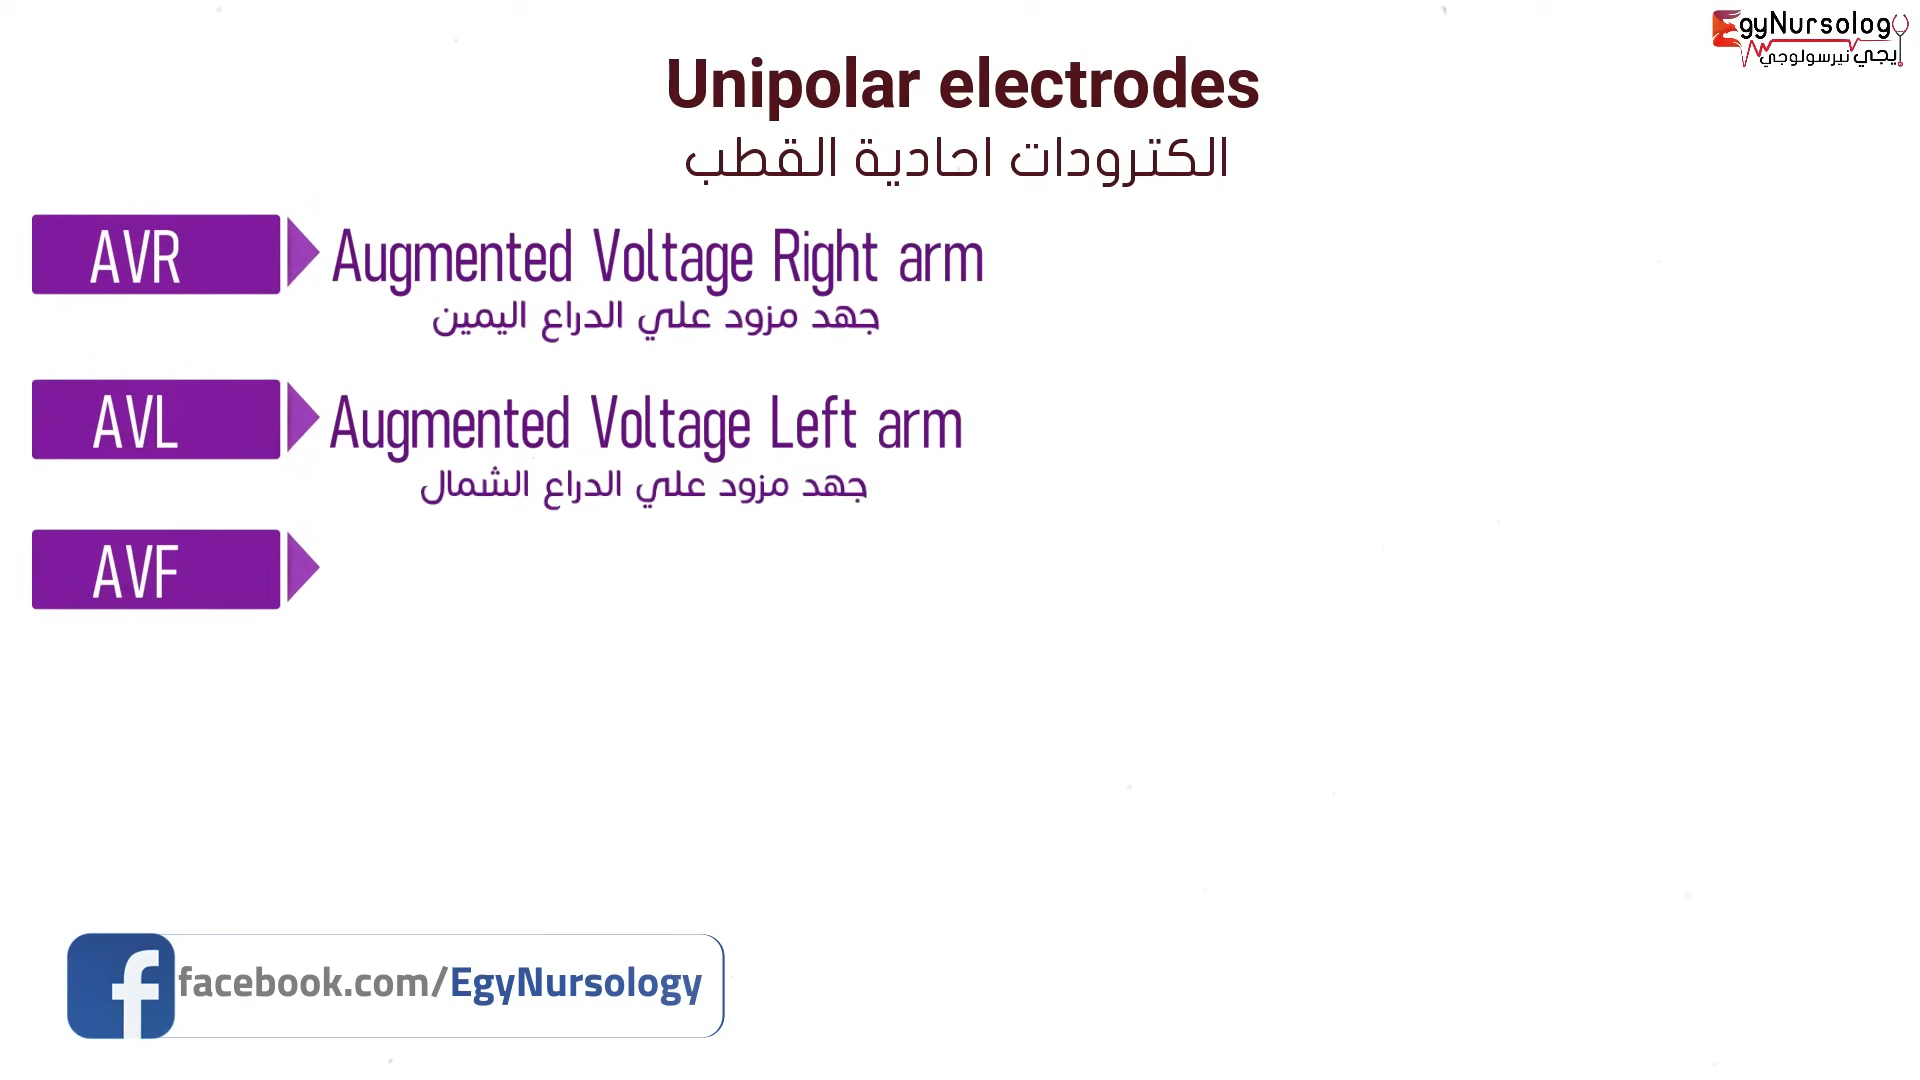 EgyNursology
إيجي نيرسولوجي
Unipolar electrodes
الكترودات احادية القطب
AVR
Augmented Voltage Right arm
جهد مزود علي الدراع اليمين
AVL
Augmented Voltage Left arm
جهد مزود علي الدراع الشمال
AVF
facebook.com/EgyNursology